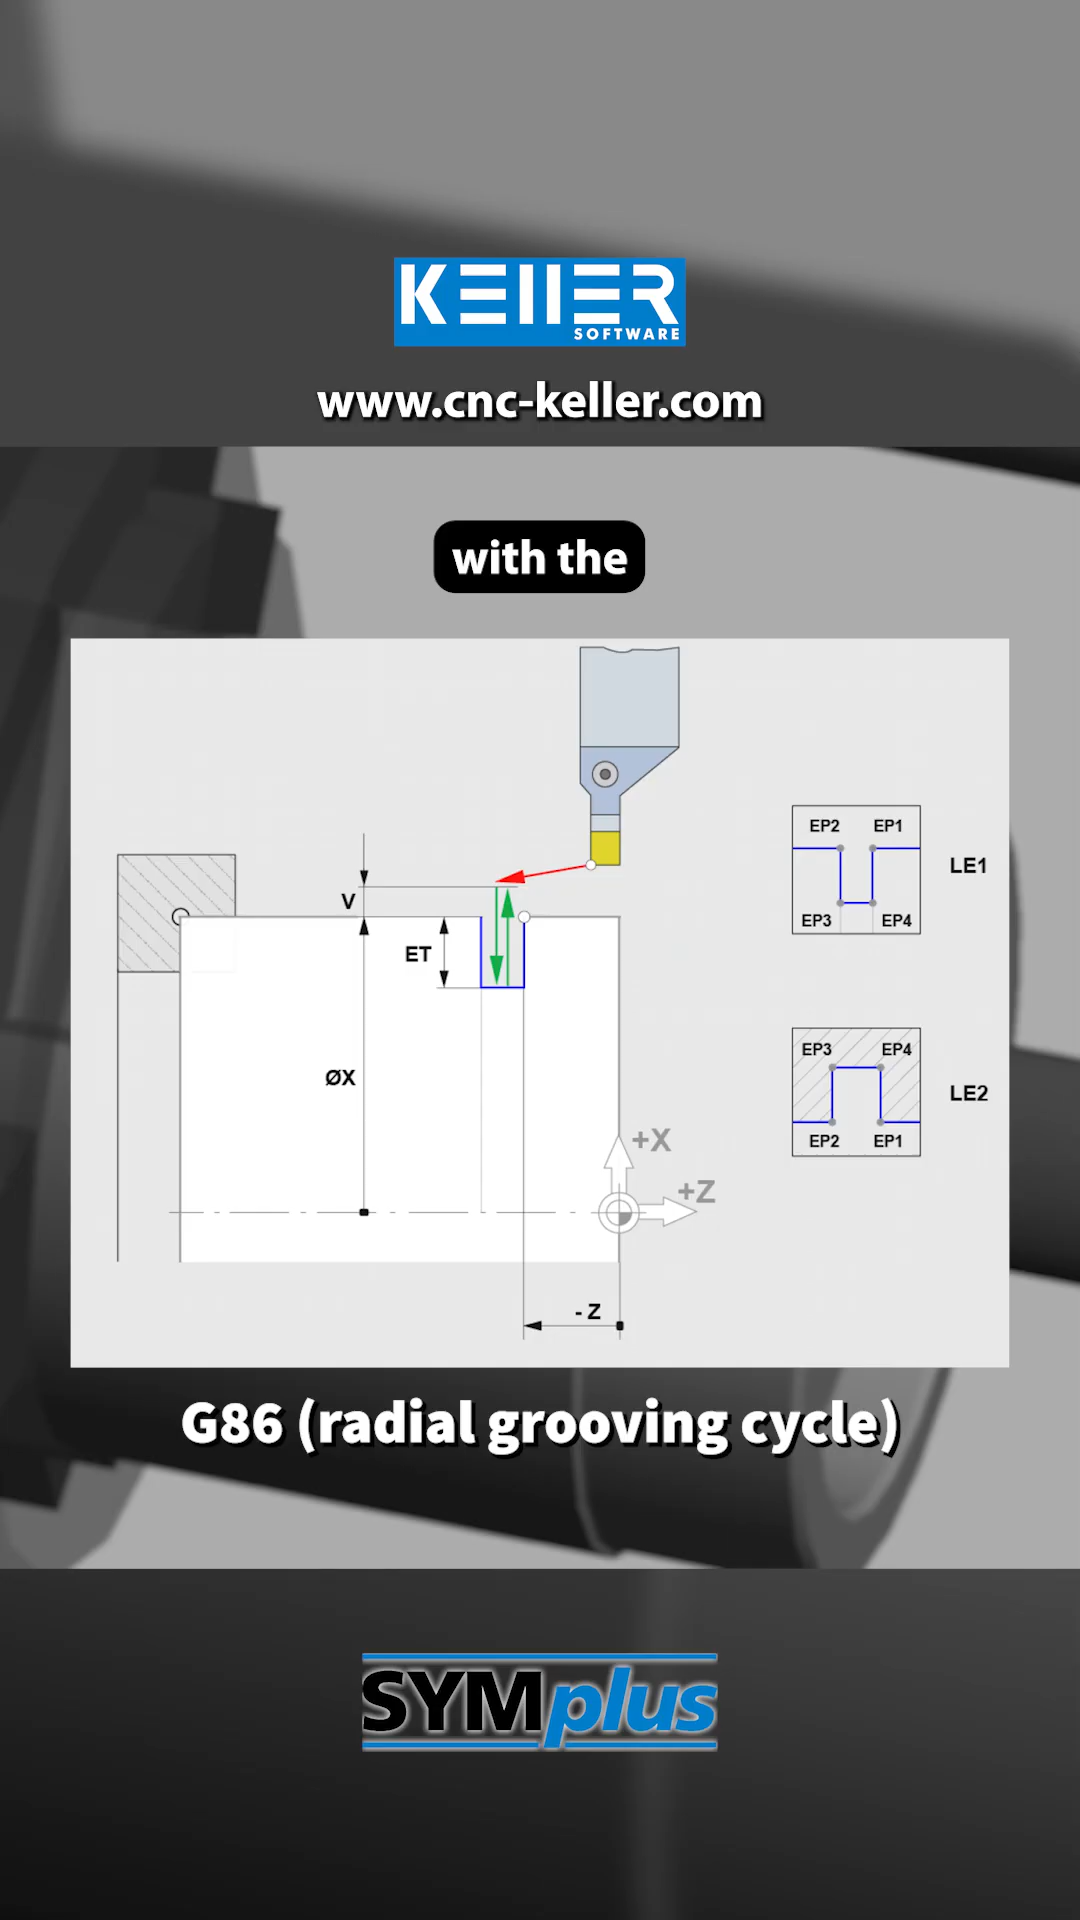 KELLER
SOFTWARE
www.cnc-keller.com
with the
EP2 EP1
LE1
EP3 EP4
V
ET
EP3 EP4
ØX
LE2
EP2 EP1
+X
+Z
- Z
G86 (radial grooving cycle)
SYMplus